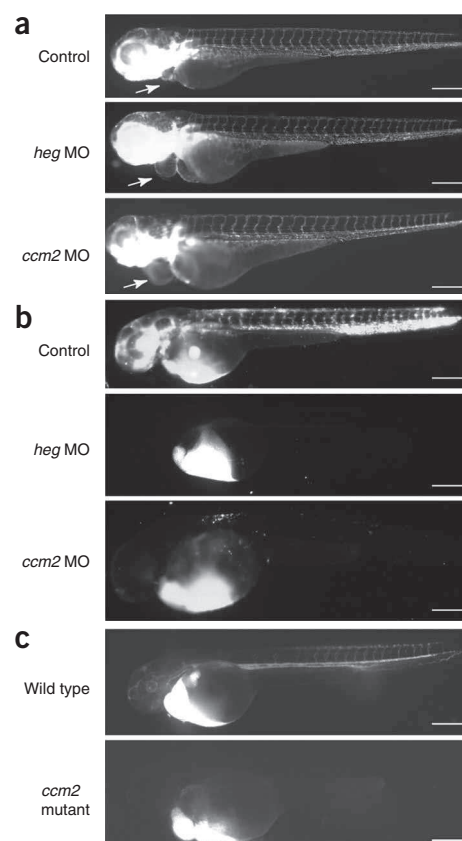 a
Control
heg MO
ccm2 MO
b
Control
heg MO
ccm2 MO
c
Wild type
ccm2
mutant